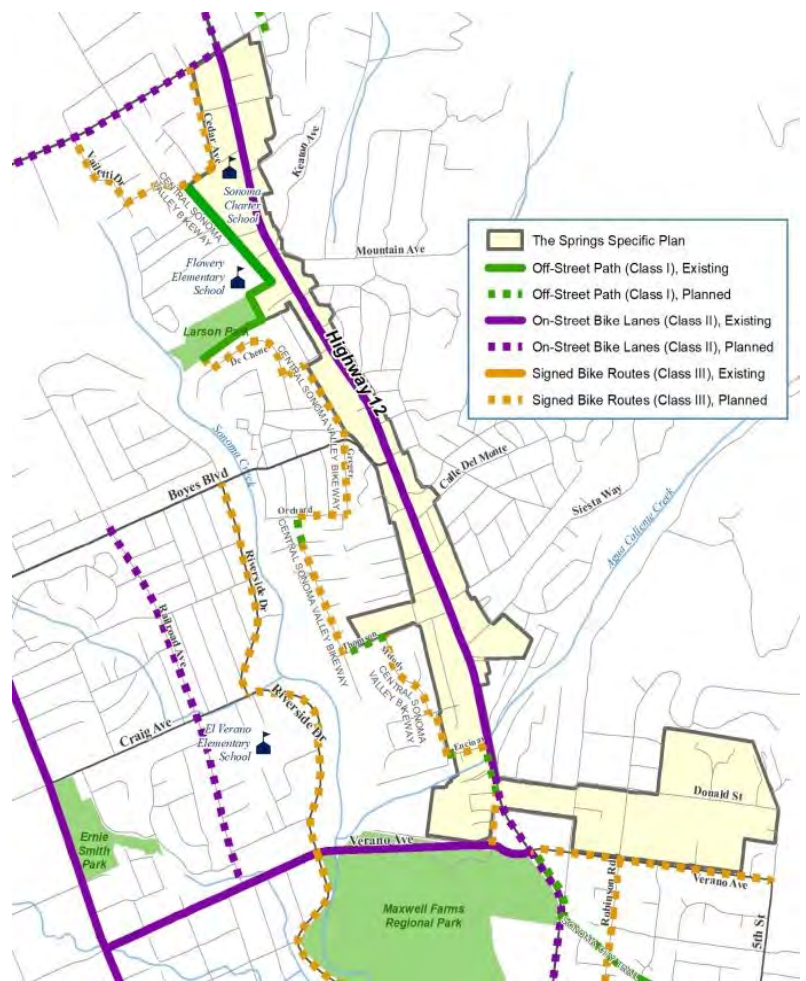 Cedar Ave
Vailetti Dr
CENTRAL SONOMA
VALLEY BIKEWAY
Keaton Ave
Sonoma
Charter
School
Mountain Ave
Flowery
Elementary
School
Larson Park
De Chene
Highway 12
CENTRAL SONOMA VALLEY BIKEWAY
Greger
Sonoma Creek
Boyes Blvd
Calle Del Monte
Siesta Way
Agua Caliente Creek
Orchard
CENTRAL SONOMA VALLEY BIKEWAY
Riverside Dr
Railroad Ave
Thomson
Melody
CENTRAL SONOMA
VALLEY BIKEWAY
Encinas
Riverside Dr
Craig Ave
El Verano
Elementary
School
Donald St
Ernie
Smith
Park
Verano Ave
Verano Ave
Robinson Rd
5th St
Maxwell Farms
Regional Park
The Springs Specific Plan
Off-Street Path (Class I), Existing
Off-Street Path (Class I), Planned
On-Street Bike Lanes (Class II), Existing
On-Street Bike Lanes (Class II), Planned
Signed Bike Routes (Class III), Existing
Signed Bike Routes (Class III), Planned